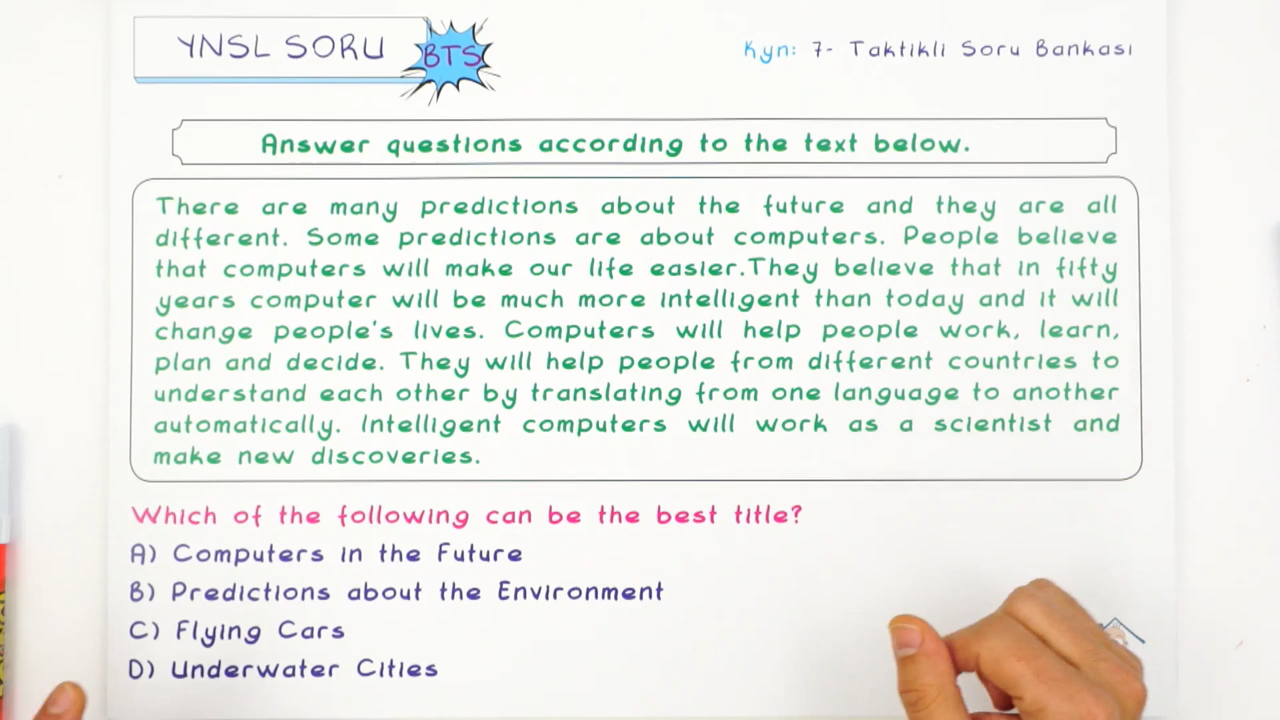 YNSL SORU
BTS
Kyn: 7- Taktikli Soru Bankası
Answer questions according to the text below.
There are many predictions about the future and they are all
different. Some predictions are about computers. People believe
that computers will make our life easier.They believe that in fifty
years computer will be much more intelligent than today and it will
change people's lives. Computers will help people work, learn,
plan and decide. They will help people from different countries to
understand each other by translating from one language to another
automatically. Intelligent computers will work as a scientist and
make new discoveries.
Which of the following can be the best title?
A) Computers in the Future
B) Predictions about the Environment
C) Flying Cars
D) Underwater Cities